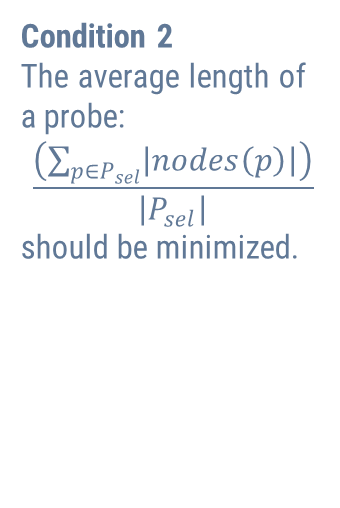 Condition 2
The average length of
a probe:
(∑p∈Psel|nodes(p)|)
|Psel|
should be minimized.